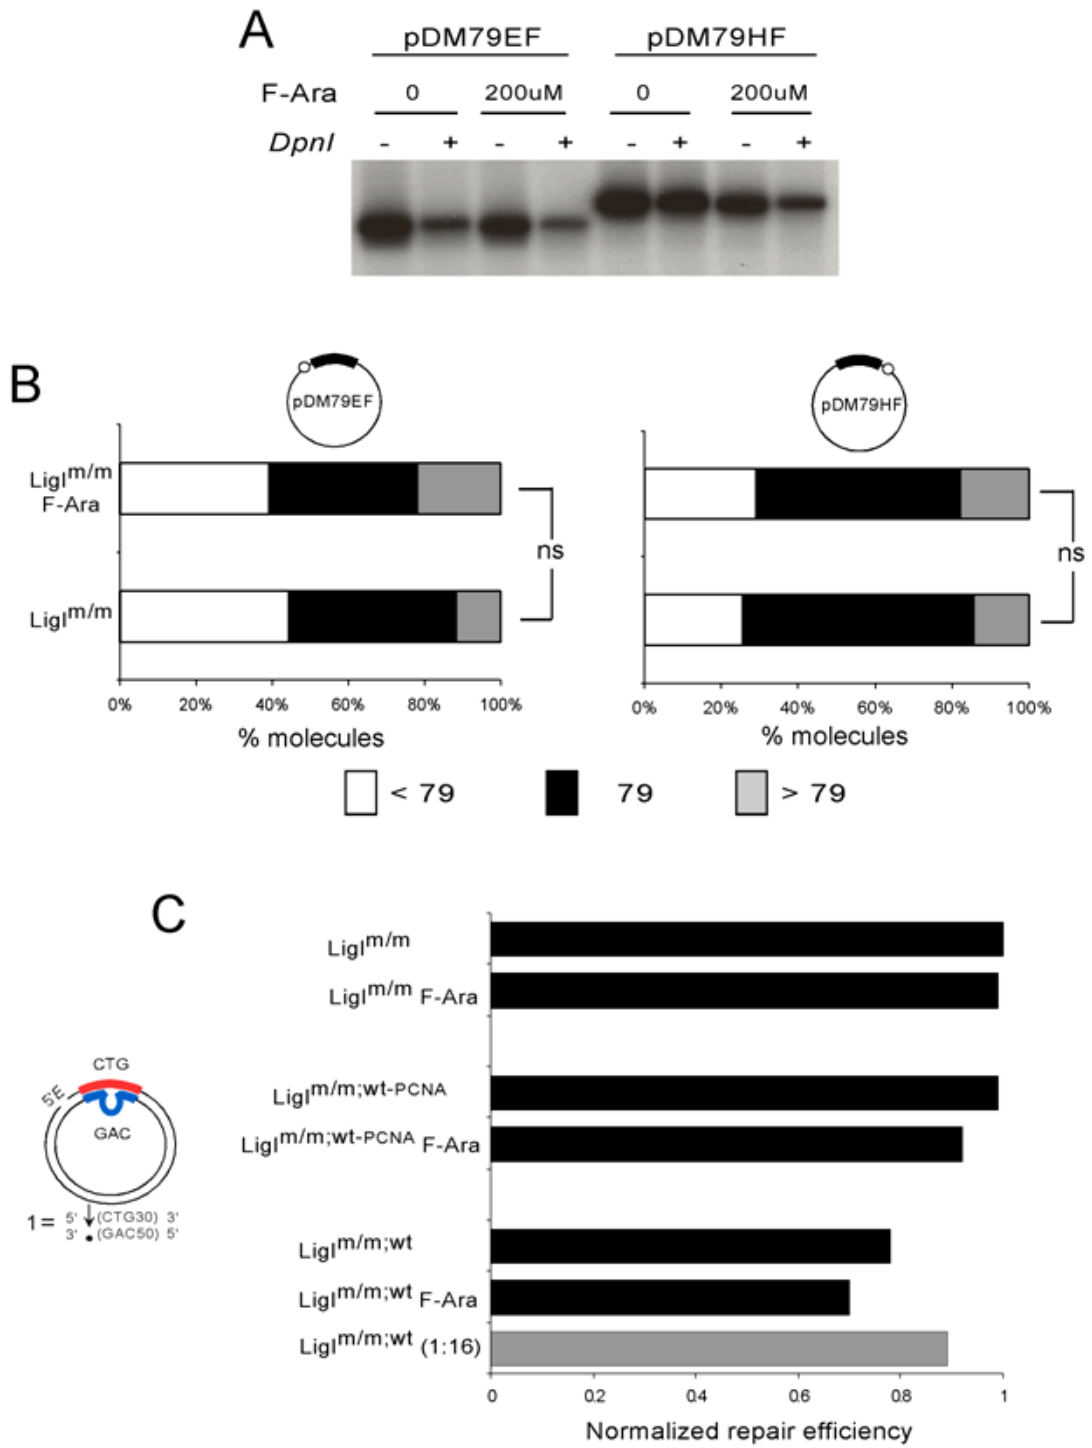 A
pDM79EF pDM79HF
F-Ara 0 200uM 0 200uM
DpnI - + - + - + - +
B
pDM79EF pDM79HF
LigI^m/m
F-Ara
ns ns
LigI^m/m
0% 20% 40% 60% 80% 100% 0% 20% 40% 60% 80% 100%
% molecules % molecules
< 79 79 > 79
C
LigI^m/m
LigI^m/m F-Ara
LigI^m/m;wt-PCNA
LigI^m/m;wt-PCNA F-Ara
LigI^m/m;wt
LigI^m/m;wt F-Ara
LigI^m/m;wt (1:16)
CTG
5'E
GAC
1= 5' (CTG30) 3'
3' (GAC50) 5'
0 0.2 0.4 0.6 0.8 1
Normalized repair efficiency